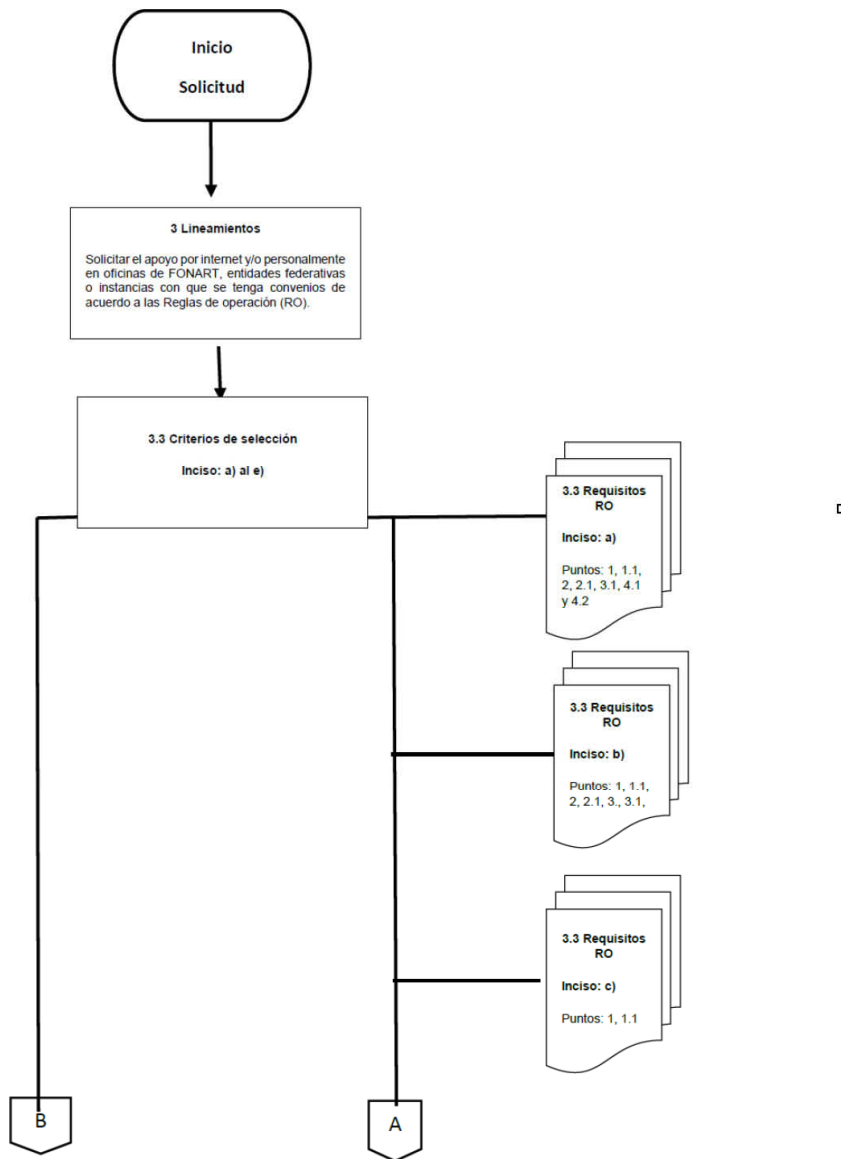 Inicio
Solicitud
3 Lineamientos
Solicitar el apoyo por internet y/o personalmente
en oficinas de FONART, entidades federativas
o instancias con que se tenga convenios de
acuerdo a las Reglas de operación (RO).
3.3 Criterios de selección
Inciso: a) al e)
3.3 Requisitos
RO
Inciso: a)
Puntos: 1, 1.1,
2, 2.1, 3.1, 4.1
y 4.2
3.3 Requisitos
RO
Inciso: b)
Puntos: 1, 1.1,
2, 2.1, 3., 3.1,
3.3 Requisitos
RO
Inciso: c)
Puntos: 1, 1.1
B
A